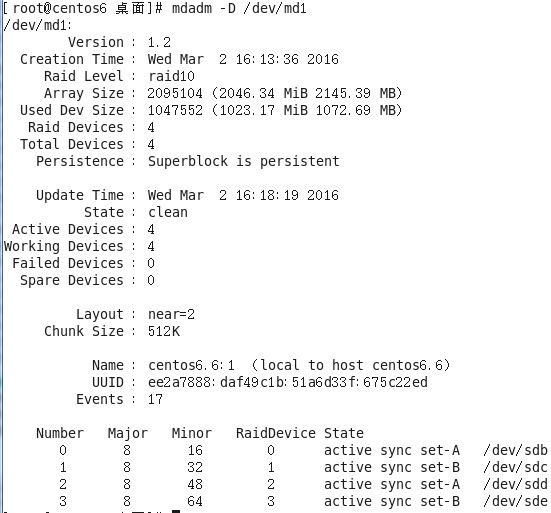 [root@centos6 桌面]# mdadm -D /dev/md1
/dev/md1:
Version : 1.2
Creation Time : Wed Mar  2 16:13:36 2016
Raid Level : raid10
Array Size : 2095104 (2046.34 MiB 2145.39 MB)
Used Dev Size : 1047552 (1023.17 MiB 1072.69 MB)
Raid Devices : 4
Total Devices : 4
Persistence : Superblock is persistent
Update Time : Wed Mar  2 16:18:19 2016
State : clean
Active Devices : 4
Working Devices : 4
Failed Devices : 0
Spare Devices : 0
Layout : near=2
Chunk Size : 512K
Name : centos6.6:1  (local to host centos6.6)
UUID : ee2a7888:daf49c1b:51a6d33f:675c22ed
Events : 17
Number   Major   Minor   RaidDevice State
0       8       16        0      active sync set-A   /dev/sdb
1       8       32        1      active sync set-B   /dev/sdc
2       8       48        2      active sync set-A   /dev/sdd
3       8       64        3      active sync set-B   /dev/sde
[root@centos6 桌面]#